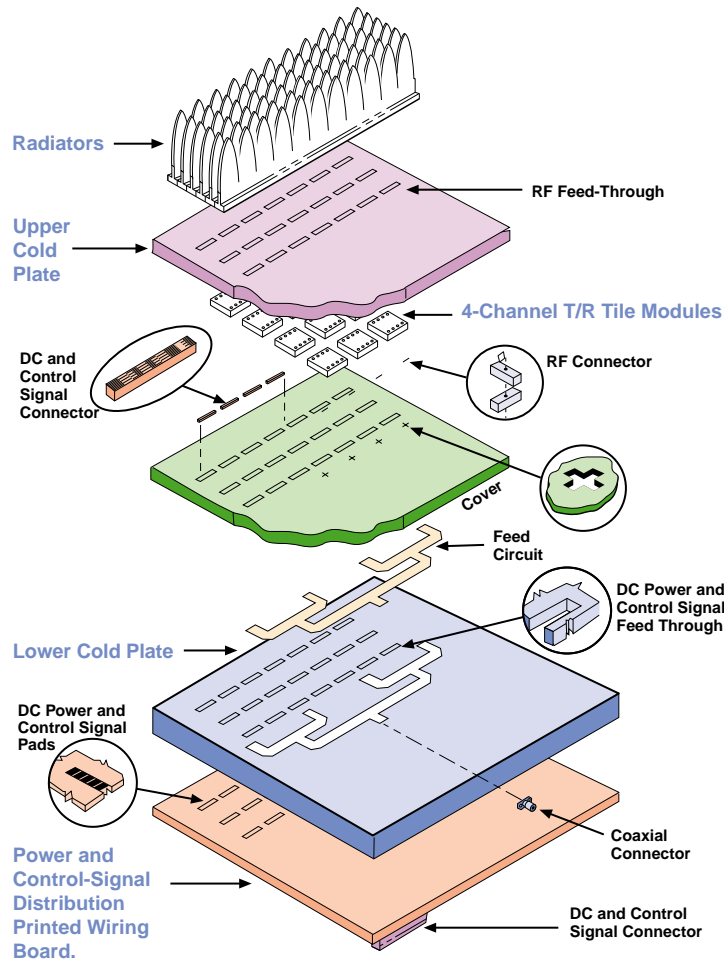 Radiators
RF Feed-Through
Upper
Cold
Plate
4-Channel T/R Tile Modules
DC and
Control
Signal
Connector
RF Connector
Cover
Feed
Circuit
DC Power and
Control Signal
Feed Through
Lower Cold Plate
DC Power and
Control Signal
Pads
Coaxial
Connector
Power and
Control-Signal
Distribution
Printed Wiring
Board.
DC and Control
Signal Connector